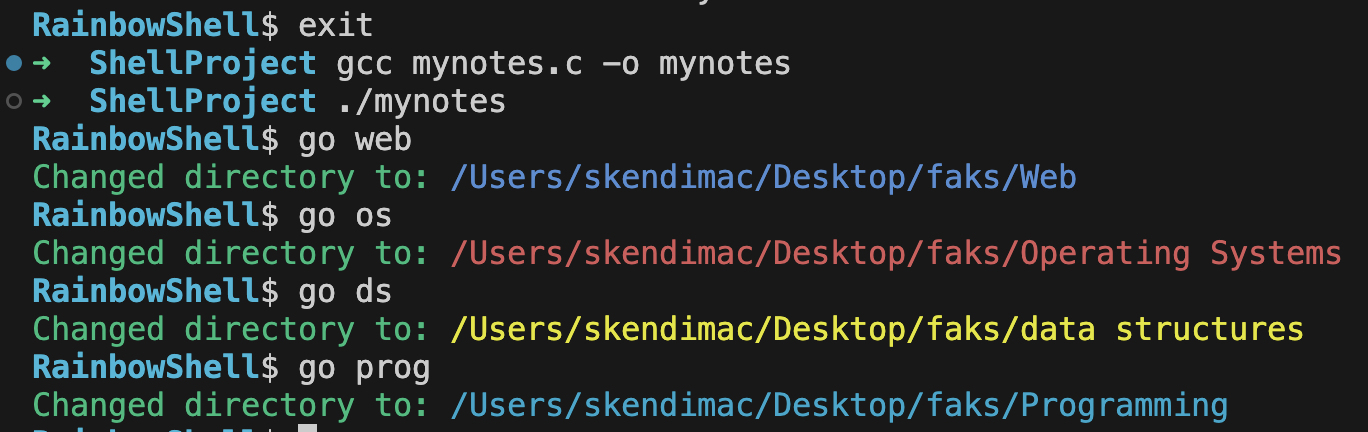 RainbowShell$ exit
➜  ShellProject gcc mynotes.c -o mynotes
➜  ShellProject ./mynotes
RainbowShell$ go web
Changed directory to: /Users/skendimac/Desktop/faks/Web
RainbowShell$ go os
Changed directory to: /Users/skendimac/Desktop/faks/Operating Systems
RainbowShell$ go ds
Changed directory to: /Users/skendimac/Desktop/faks/data structures
RainbowShell$ go prog
Changed directory to: /Users/skendimac/Desktop/faks/Programming
RainbowShell$